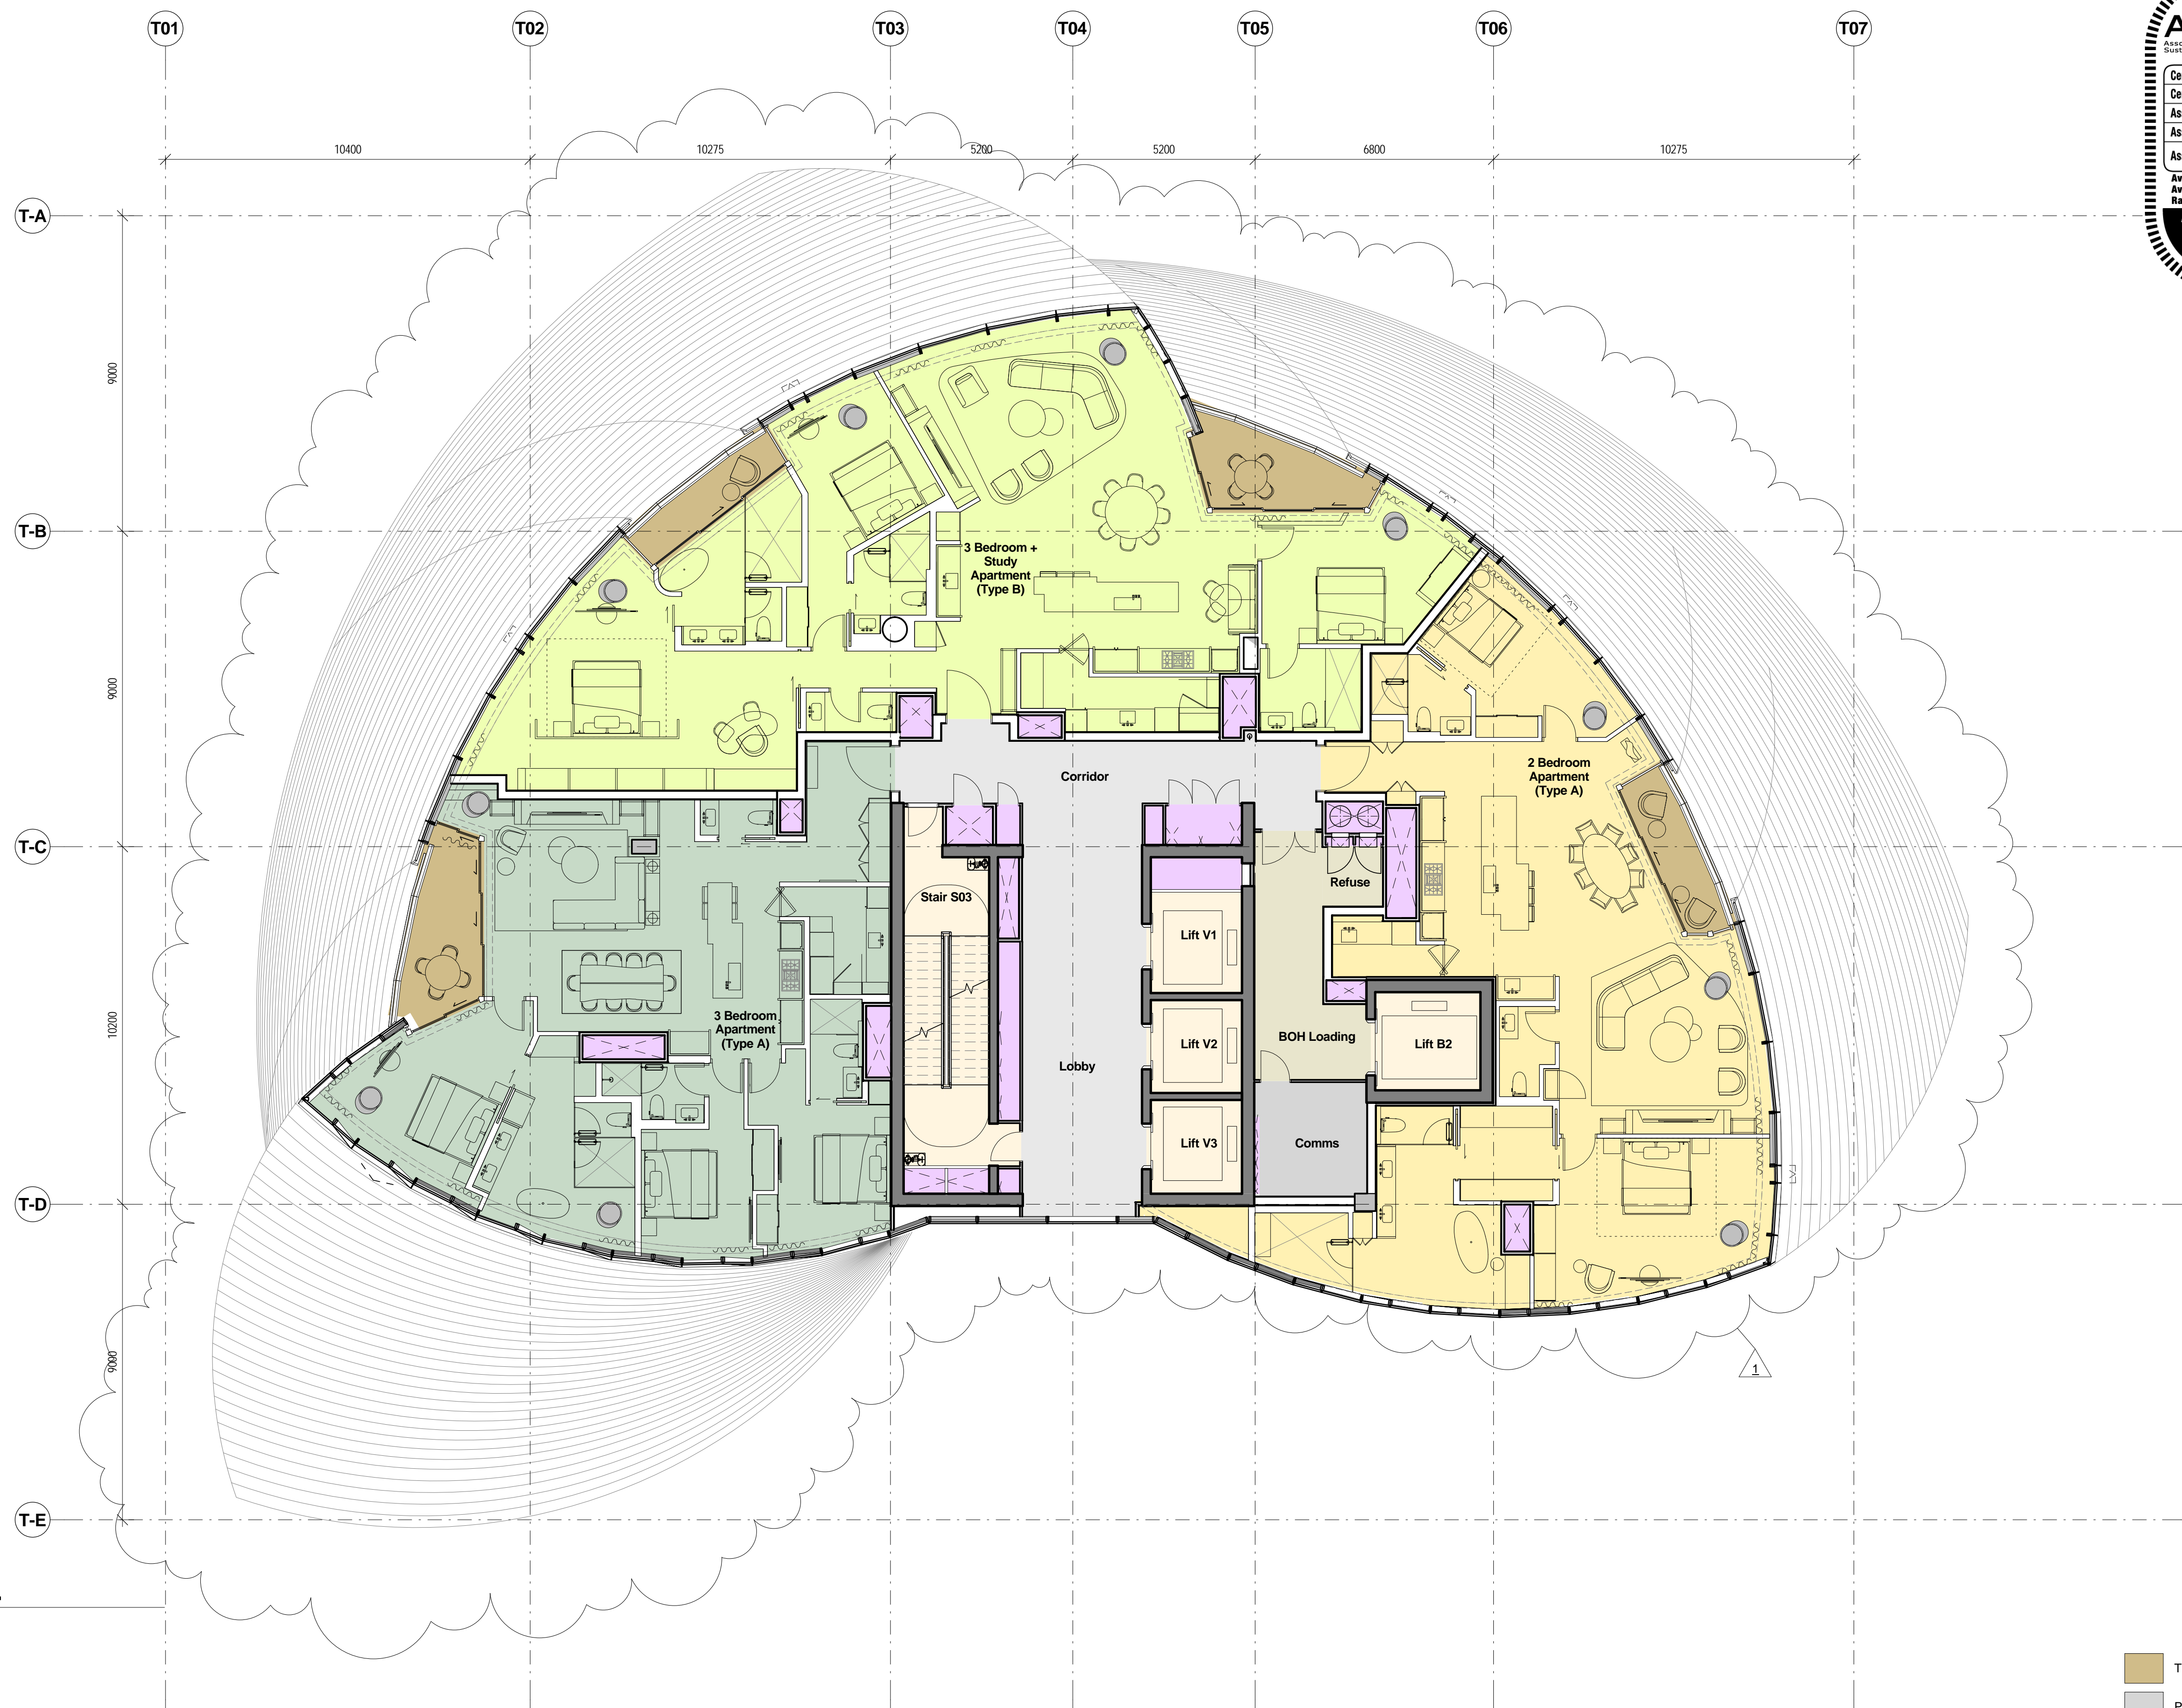 T01
T02
T03
T04
T05
T06
T07
10400
10275
5200
5200
6800
10275
T-A
T-B
T-C
T-D
T-E
9000
9000
10200
9000
3 Bedroom +
Study
Apartment
(Type B)
2 Bedroom
Apartment
(Type A)
Corridor
Stair S03
Refuse
Lift V1
3 Bedroom
Apartment
(Type A)
Lift V2
BOH Loading
Lift B2
Lobby
Lift V3
Comms
1